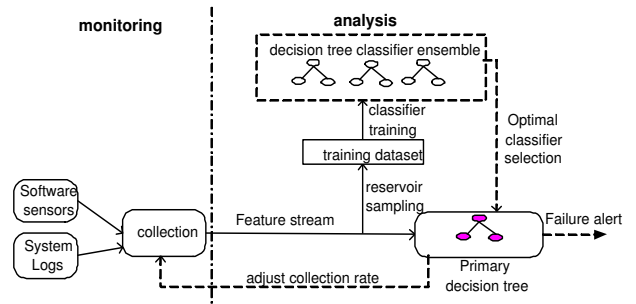 monitoring
analysis
decision tree classifier ensemble
classifier
training
Optimal
classifier
selection
training dataset
Software
sensors
reservoir
sampling
Feature stream
Failure alert
collection
System
Logs
Primary
decision tree
adjust collection rate